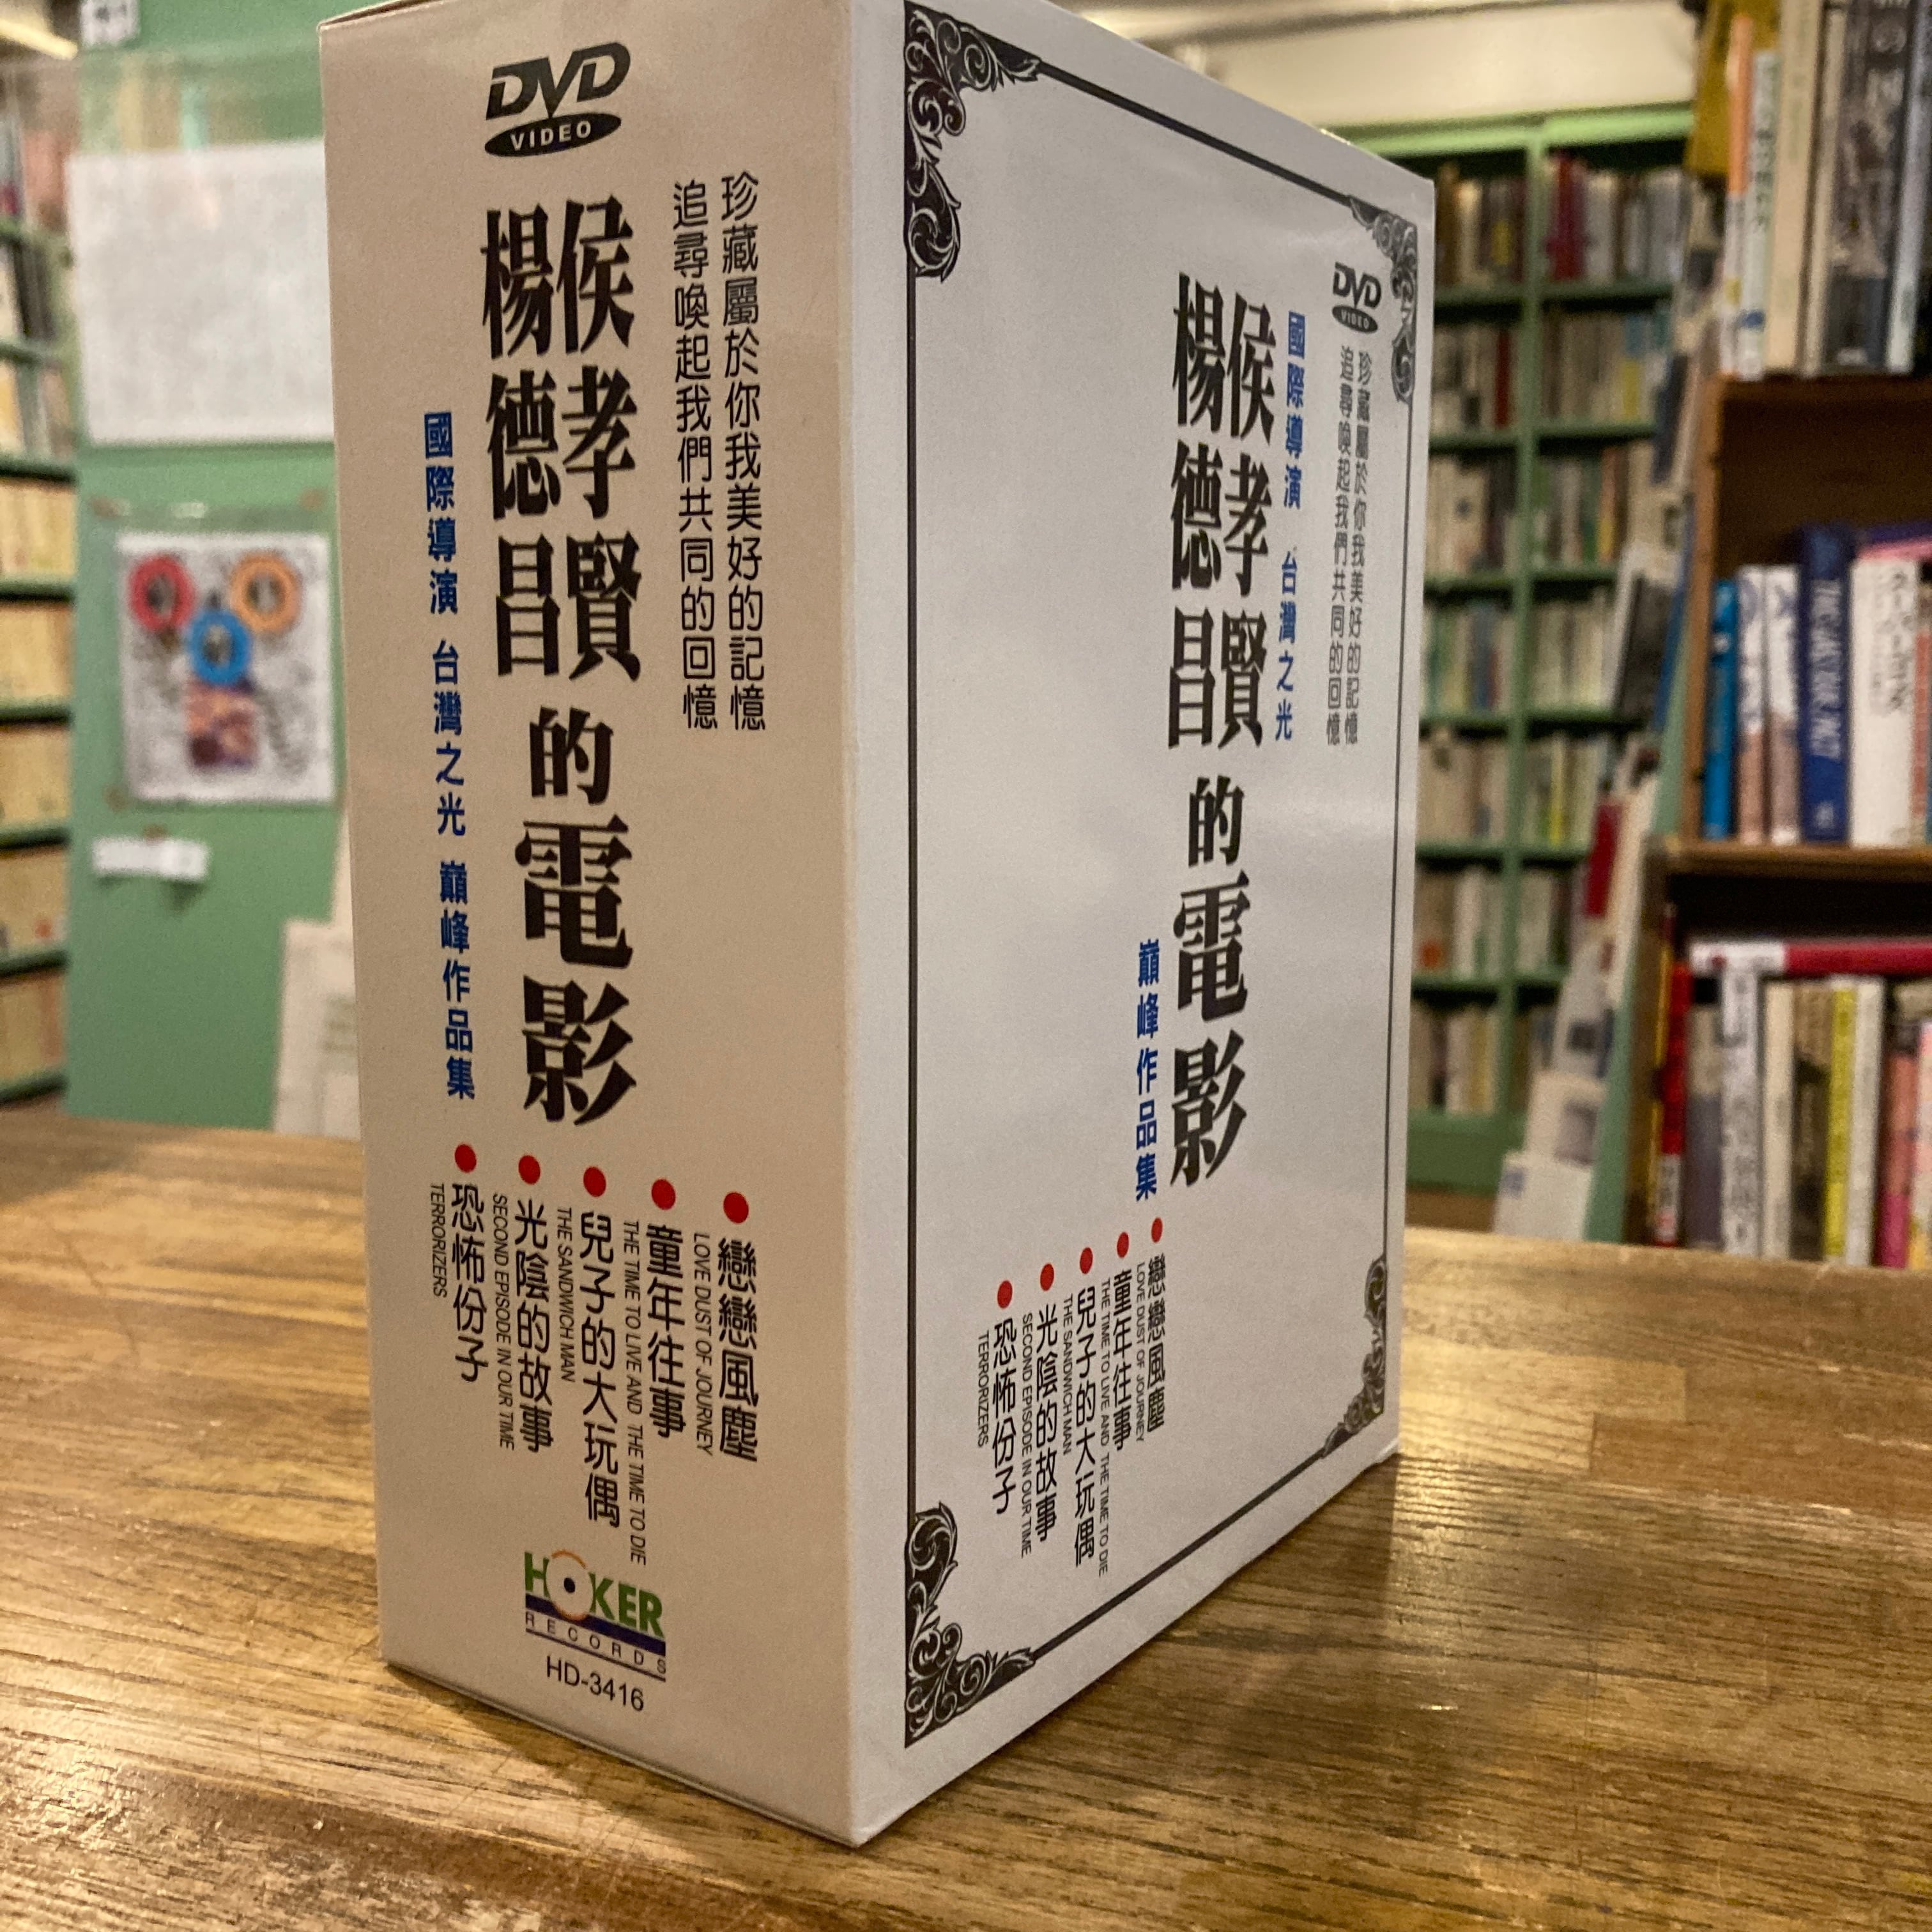 DVD
VIDEO
珍藏屬於你我美好的記憶
追尋喚起我們共同的回憶
侯孝賢
楊德昌
的電影
國際導演 台灣之光 巔峰作品集
戀戀風塵
LOVE DUST OF JOURNEY
童年往事
THE TIME TO LIVE AND THE TIME TO DIE
兒子的大玩偶
THE SANDWICH MAN
光陰的故事
SECOND EPISODE IN OUR TIME
恐怖份子
TERRORIZERS
HOKER
RECORDS
HD-3416
DVD
VIDEO
珍藏屬於你我美好的記憶
追尋喚起我們共同的回憶
國際導演 台灣之光
侯孝賢
楊德昌
的電影
巔峰作品集
戀戀風塵
LOVE DUST OF JOURNEY
童年往事
THE TIME TO LIVE AND THE TIME TO DIE
兒子的大玩偶
THE SANDWICH MAN
光陰的故事
SECOND EPISODE IN OUR TIME
恐怖份子
TERRORIZERS